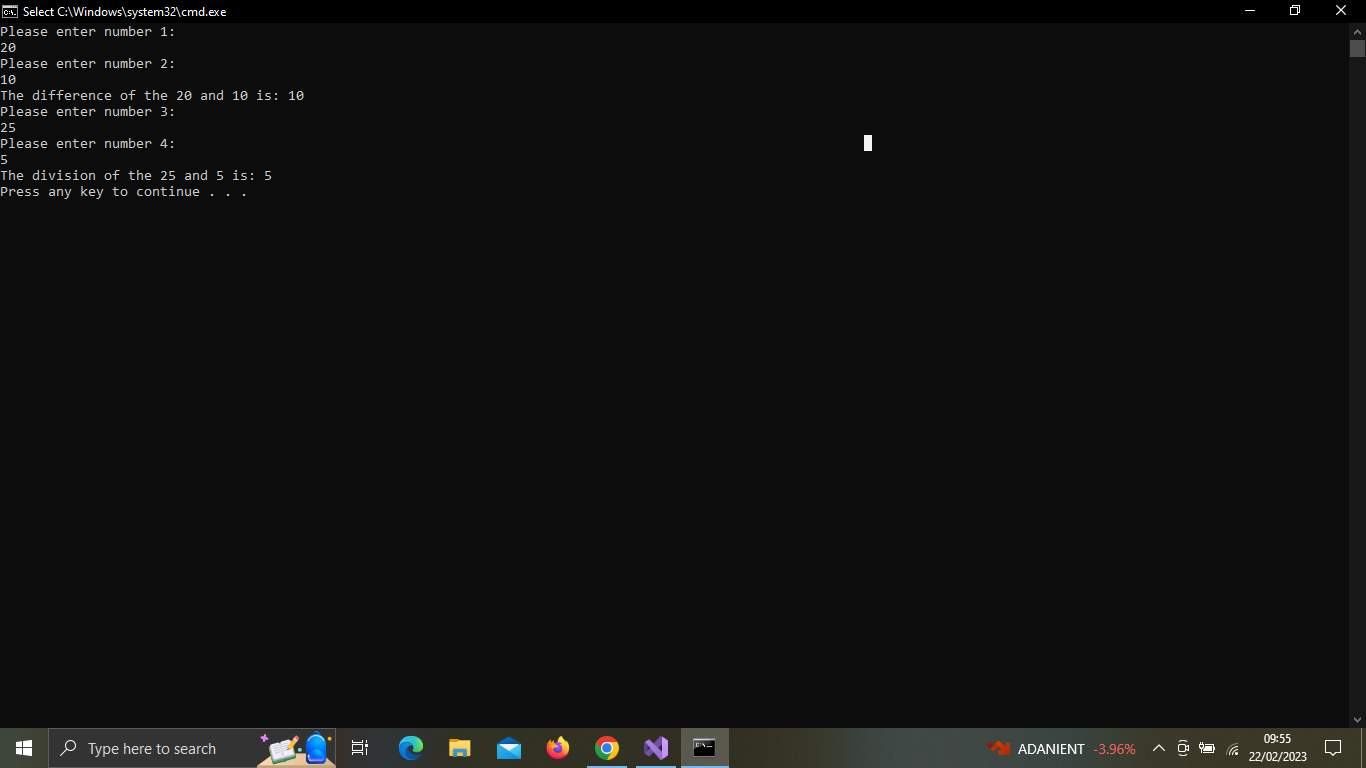 Select C:\Windows\system32\cmd.exe
Please enter number 1:
20
Please enter number 2:
10
The difference of the 20 and 10 is: 10
Please enter number 3:
25
Please enter number 4:
5
The division of the 25 and 5 is: 5
Press any key to continue . . .
Type here to search
ADANIENT -3.96%
09:55
22/02/2023